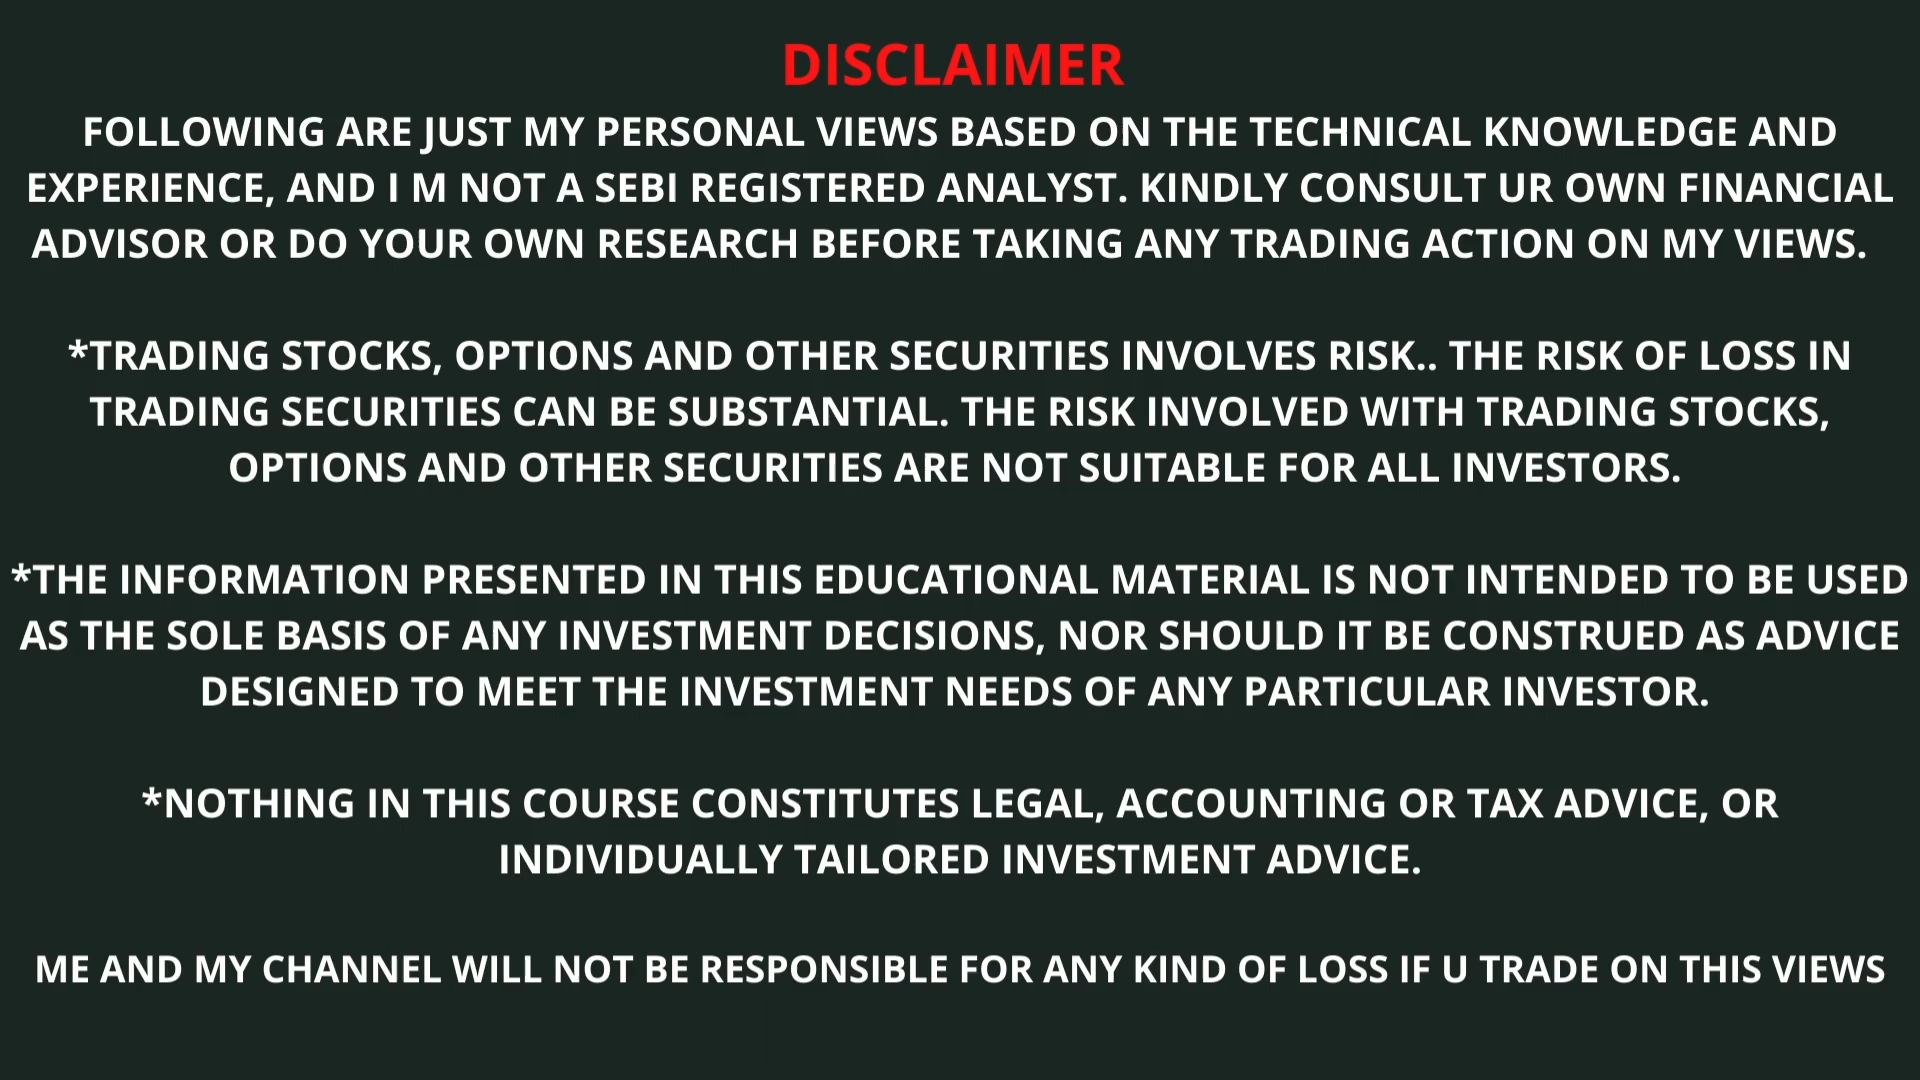 DISCLAIMER
FOLLOWING ARE JUST MY PERSONAL VIEWS BASED ON THE TECHNICAL KNOWLEDGE AND
EXPERIENCE, AND I M NOT A SEBI REGISTERED ANALYST. KINDLY CONSULT UR OWN FINANCIAL
ADVISOR OR DO YOUR OWN RESEARCH BEFORE TAKING ANY TRADING ACTION ON MY VIEWS.
*TRADING STOCKS, OPTIONS AND OTHER SECURITIES INVOLVES RISK.. THE RISK OF LOSS IN
TRADING SECURITIES CAN BE SUBSTANTIAL. THE RISK INVOLVED WITH TRADING STOCKS,
OPTIONS AND OTHER SECURITIES ARE NOT SUITABLE FOR ALL INVESTORS.
*THE INFORMATION PRESENTED IN THIS EDUCATIONAL MATERIAL IS NOT INTENDED TO BE USED
AS THE SOLE BASIS OF ANY INVESTMENT DECISIONS, NOR SHOULD IT BE CONSTRUED AS ADVICE
DESIGNED TO MEET THE INVESTMENT NEEDS OF ANY PARTICULAR INVESTOR.
*NOTHING IN THIS COURSE CONSTITUTES LEGAL, ACCOUNTING OR TAX ADVICE, OR
INDIVIDUALLY TAILORED INVESTMENT ADVICE.
ME AND MY CHANNEL WILL NOT BE RESPONSIBLE FOR ANY KIND OF LOSS IF U TRADE ON THIS VIEWS